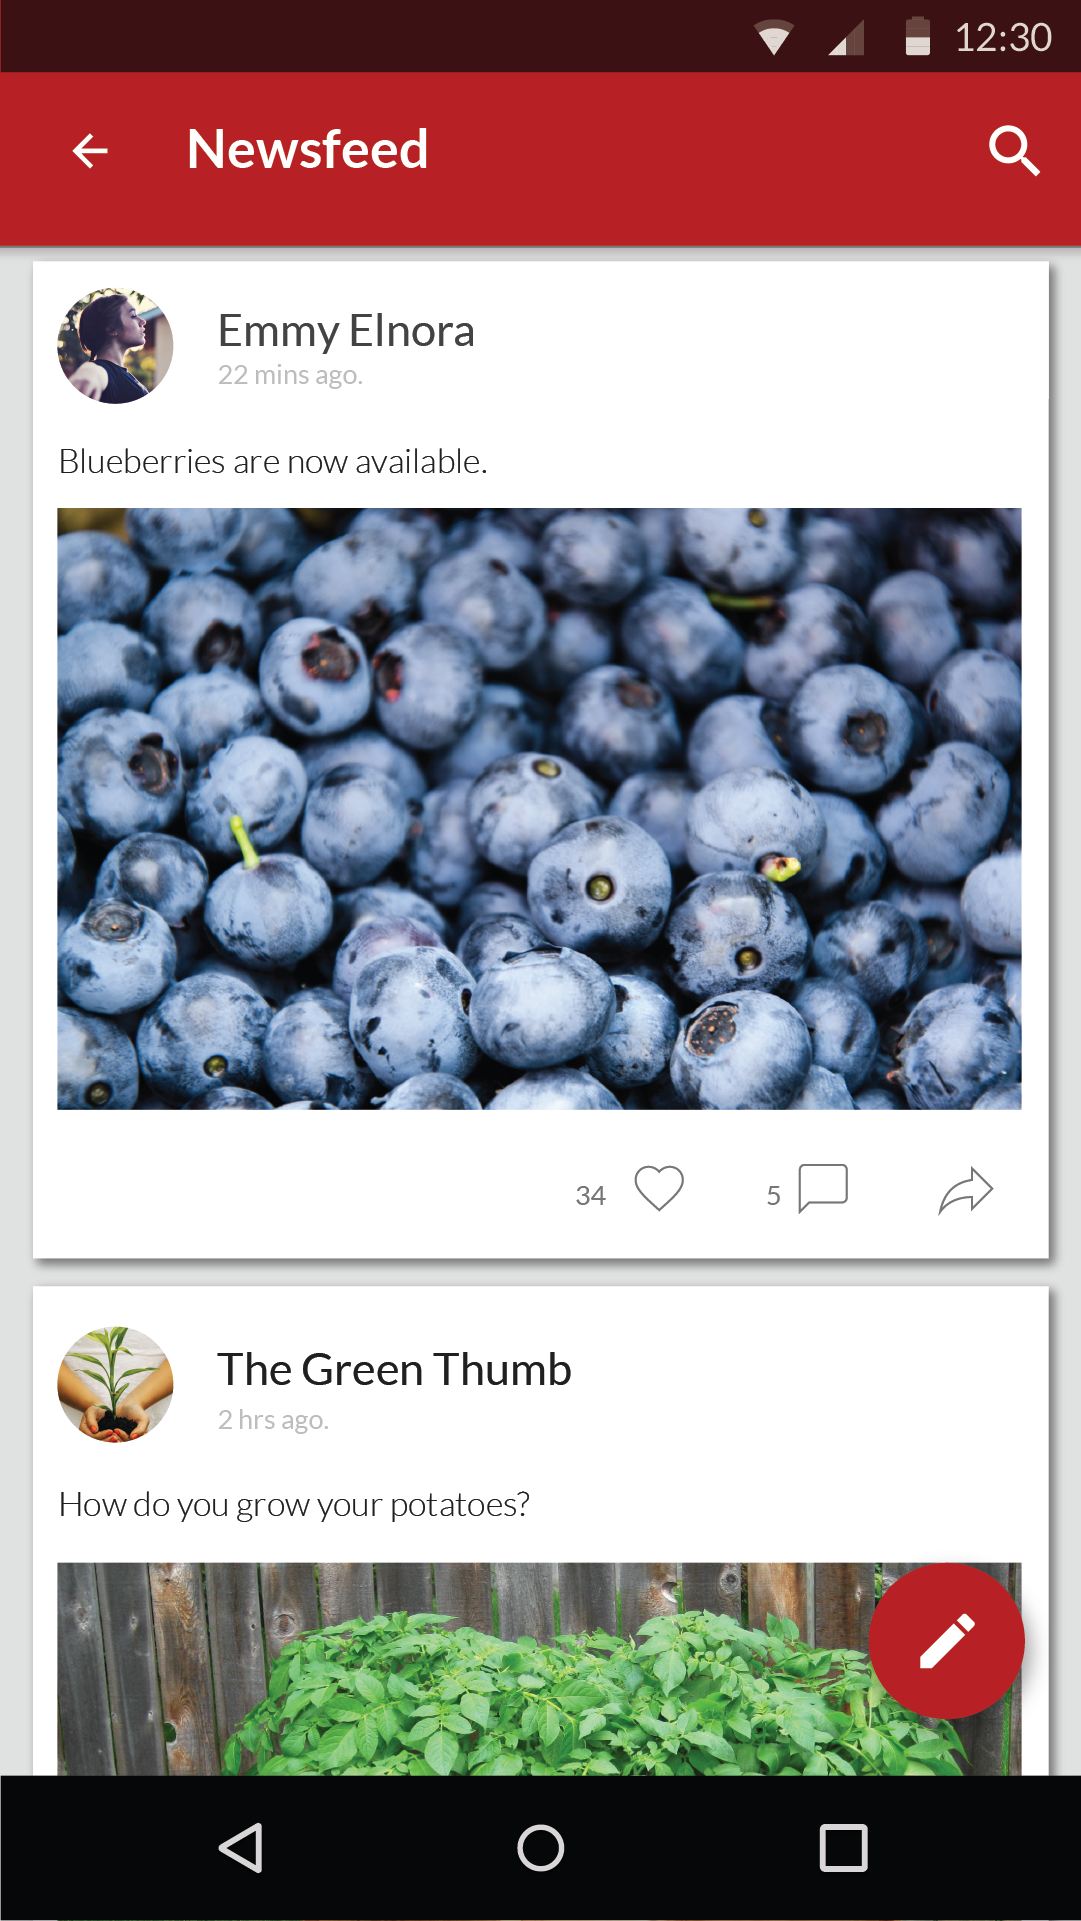 12:30
Newsfeed
Emmy Elnora
22 mins ago.
Blueberries are now available.
34
5
The Green Thumb
2 hrs ago.
How do you grow your potatoes?